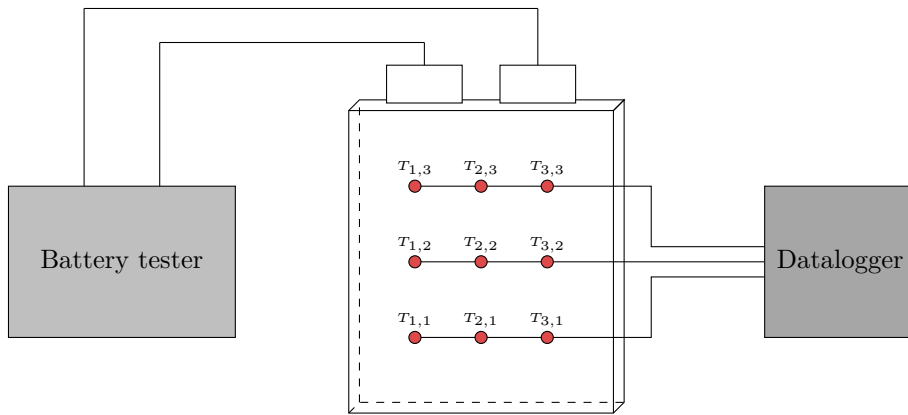 T1,3 T2,3 T3,3
T1,2 T2,2 T3,2
Battery tester
Datalogger
T1,1 T2,1 T3,1